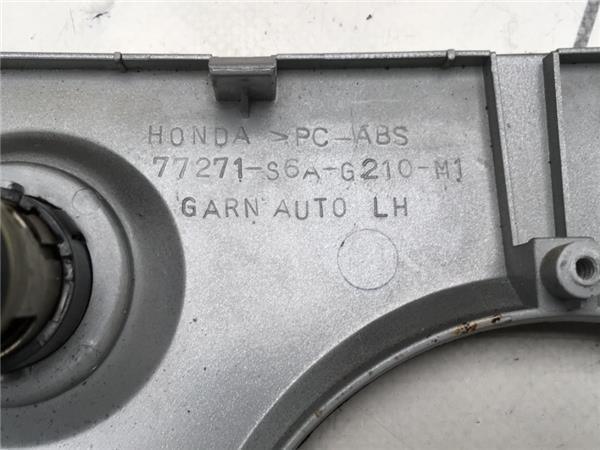 HONDA >PC-ABS
77271-S6A-G210-M1
GARN AUTO LH